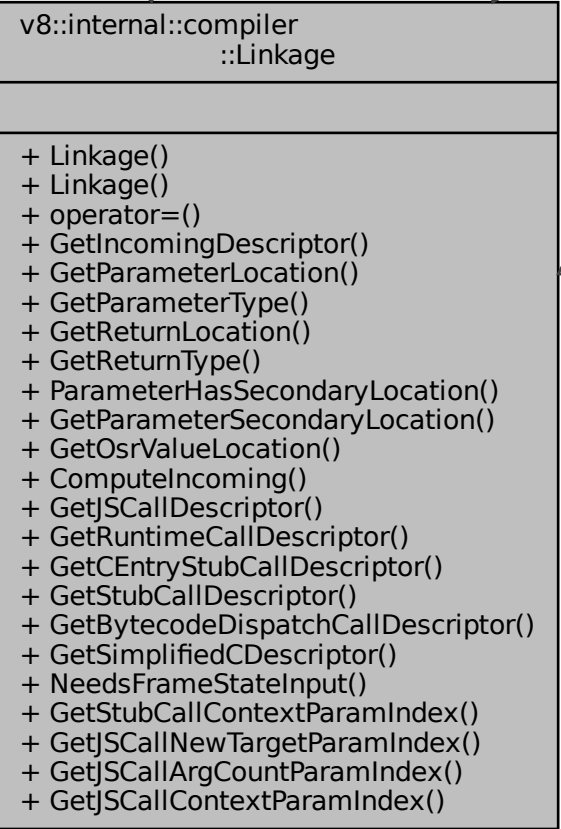 v8::internal::compiler
::Linkage
+ Linkage()
+ Linkage()
+ operator=()
+ GetIncomingDescriptor()
+ GetParameterLocation()
+ GetParameterType()
+ GetReturnLocation()
+ GetReturnType()
+ ParameterHasSecondaryLocation()
+ GetParameterSecondaryLocation()
+ GetOsrValueLocation()
+ ComputeIncoming()
+ GetJSCallDescriptor()
+ GetRuntimeCallDescriptor()
+ GetCEntryStubCallDescriptor()
+ GetStubCallDescriptor()
+ GetBytecodeDispatchCallDescriptor()
+ GetSimplifiedCDescriptor()
+ NeedsFrameStateInput()
+ GetStubCallContextParamIndex()
+ GetJSCallNewTargetParamIndex()
+ GetJSCallArgCountParamIndex()
+ GetJSCallContextParamIndex()